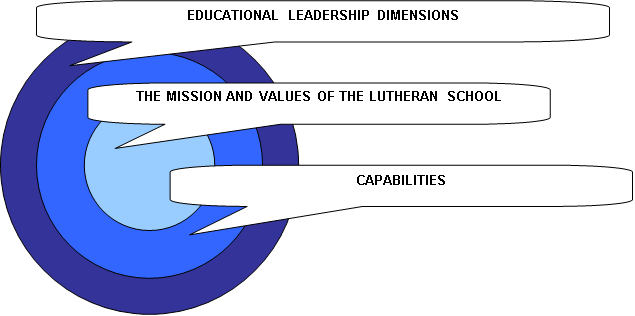 EDUCATIONAL LEADERSHIP DIMENSIONS
THE MISSION AND VALUES OF THE LUTHERAN SCHOOL
CAPABILITIES